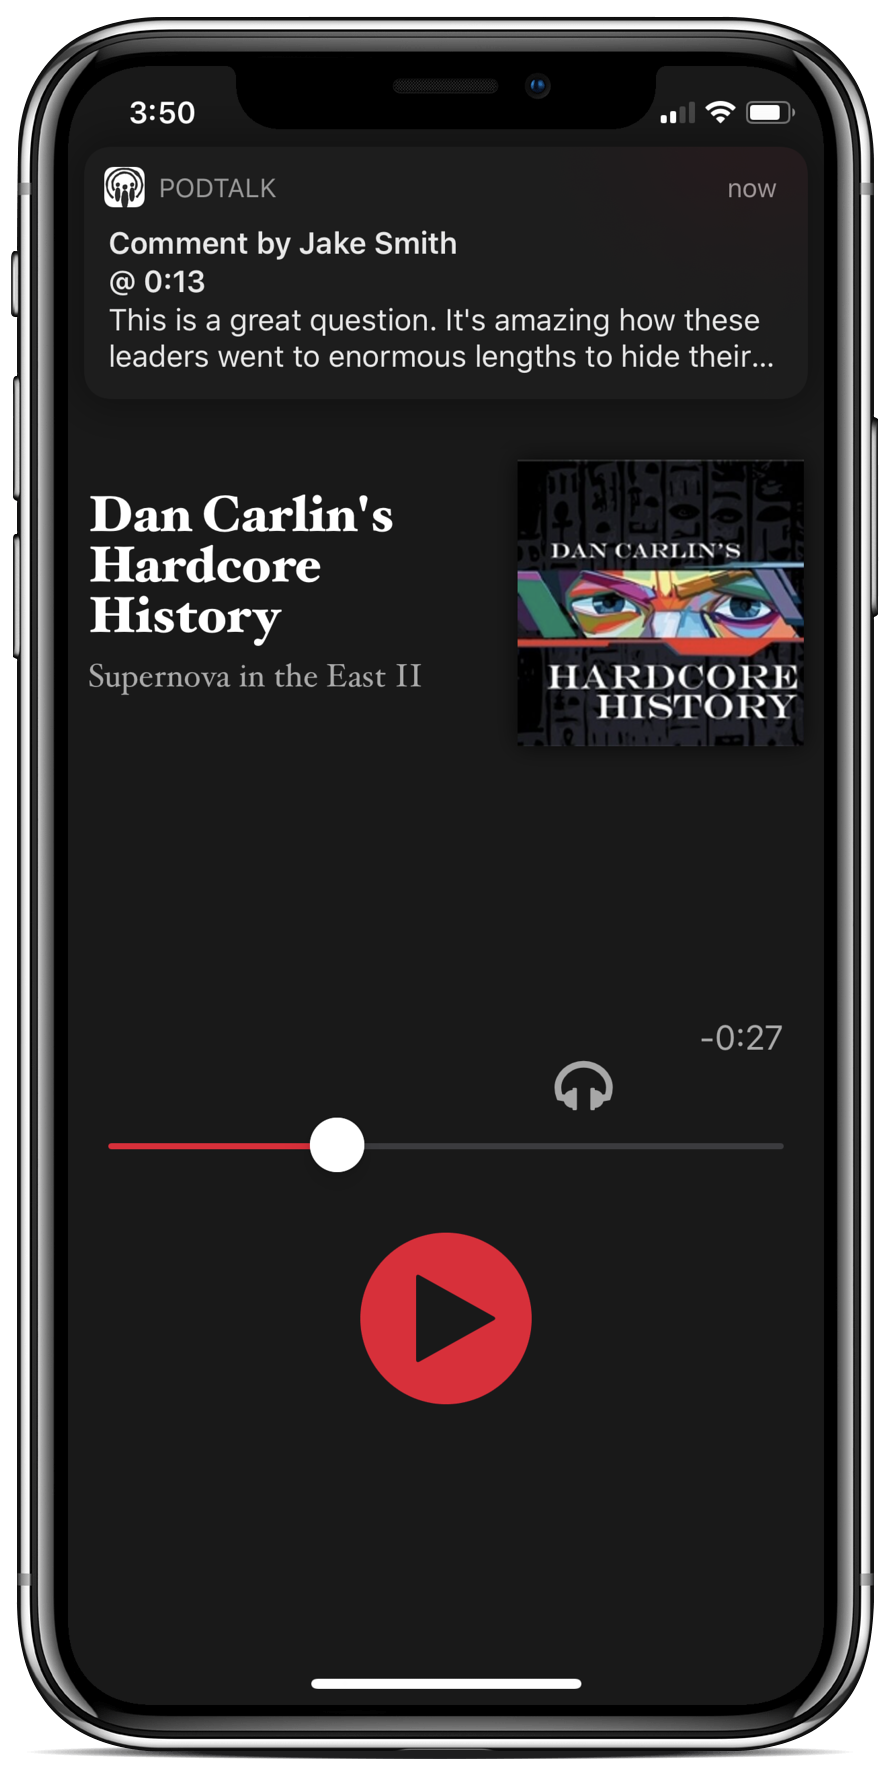 3:50
PODTALK
now
Comment by Jake Smith
@ 0:13
This is a great question. It's amazing how these
leaders went to enormous lengths to hide their...
Dan Carlin's
Hardcore
History
Supernova in the East II
DAN CARLIN'S
HARDCORE
HISTORY
-0:27